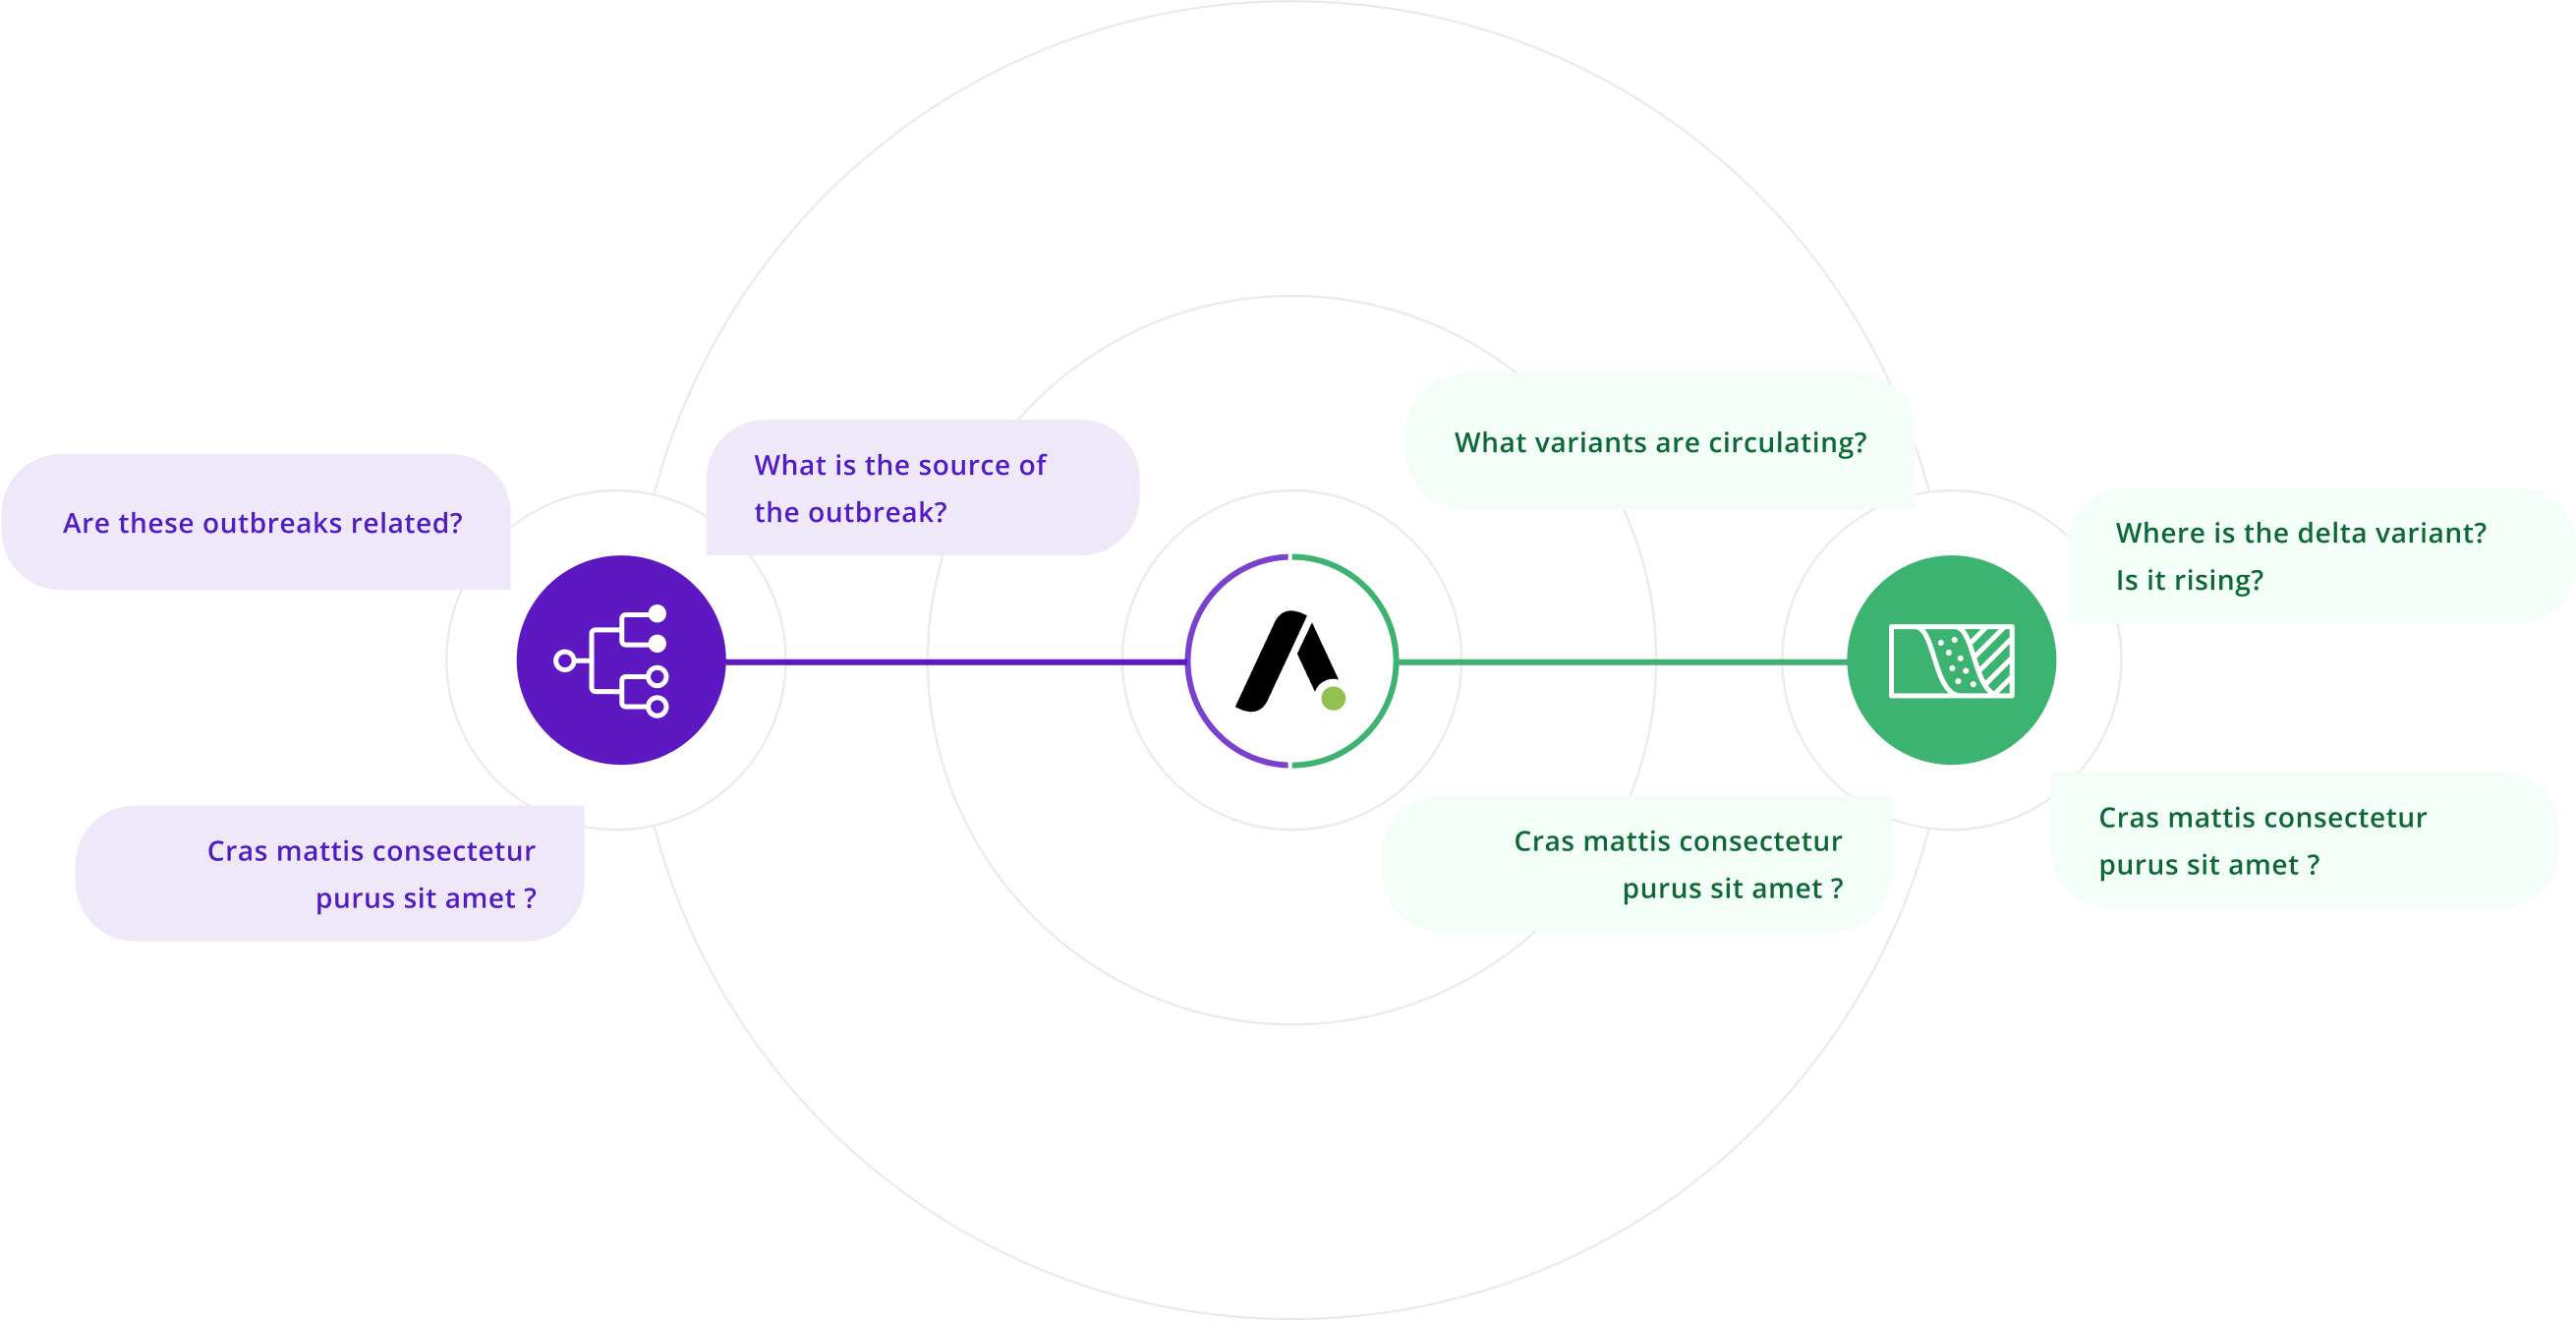 Are these outbreaks related?
What is the source of
the outbreak?
Cras mattis consectetur
purus sit amet ?
What variants are circulating?
Where is the delta variant?
Is it rising?
Cras mattis consectetur
purus sit amet ?
Cras mattis consectetur
purus sit amet ?